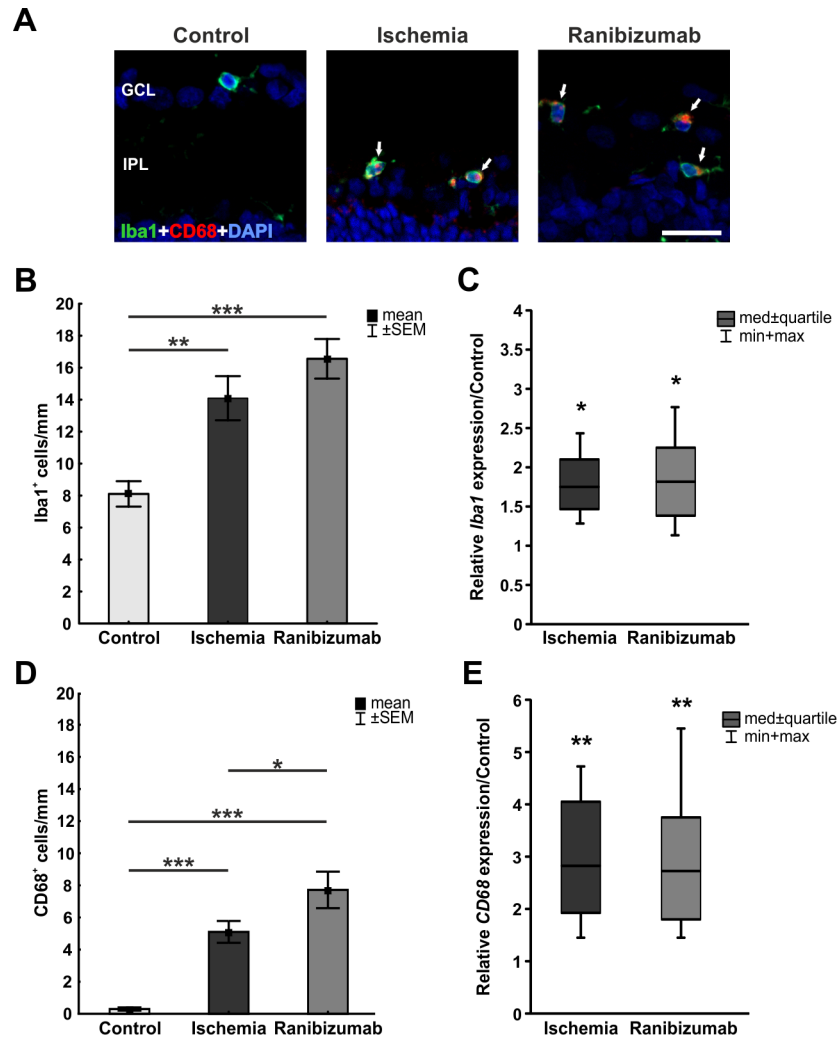 A
Control
Ischemia
Ranibizumab
GCL
IPL
Iba1+CD68+DAPI
B
20
18
16
14
12
10
8
6
4
2
0
Iba1⁺ cells/mm
***
**
mean
±SEM
Control
Ischemia
Ranibizumab
C
4
3.5
3
2.5
2
1.5
1
0.5
0
Relative Iba1 expression/Control
*
*
med±quartile
min+max
Ischemia
Ranibizumab
D
20
18
16
14
12
10
8
6
4
2
0
CD68⁺ cells/mm
*
***
***
mean
±SEM
Control
Ischemia
Ranibizumab
E
6
5
4
3
2
1
0
Relative CD68 expression/Control
**
**
med±quartile
min+max
Ischemia
Ranibizumab